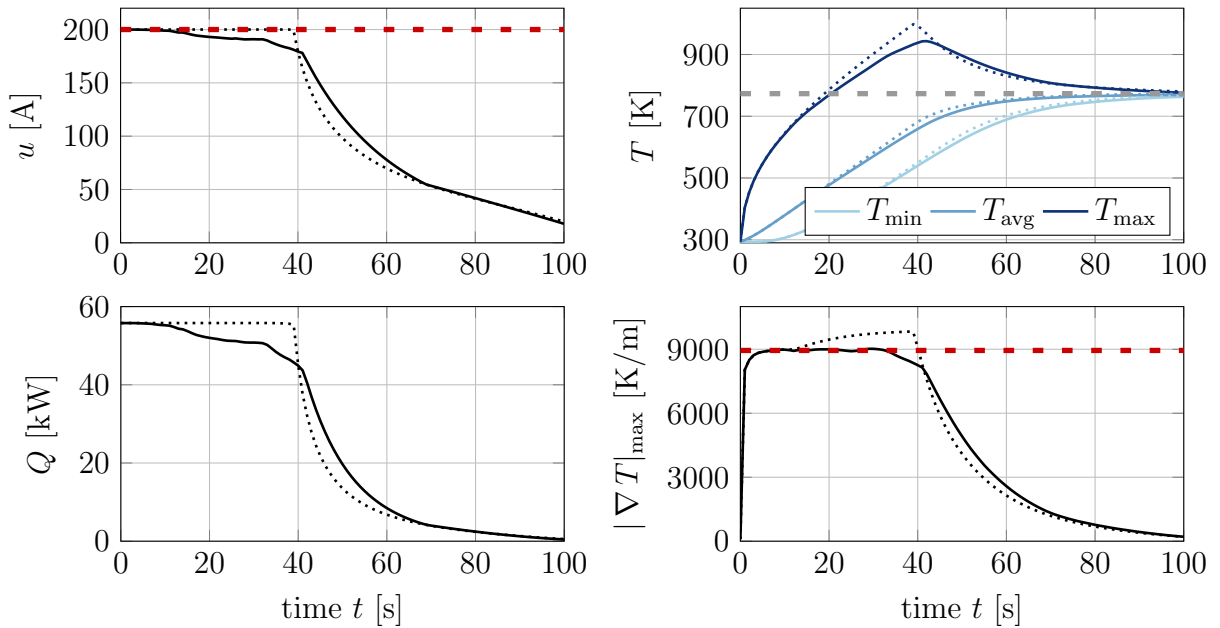 u [A]
200
150
100
50
0
0 20 40 60 80 100
T [K]
900
700
500
300
T_min T_avg T_max
0 20 40 60 80 100
Q [kW]
60
40
20
0
0 20 40 60 80 100
time t [s]
|∇T|_max [K/m]
9000
6000
3000
0
0 20 40 60 80 100
time t [s]